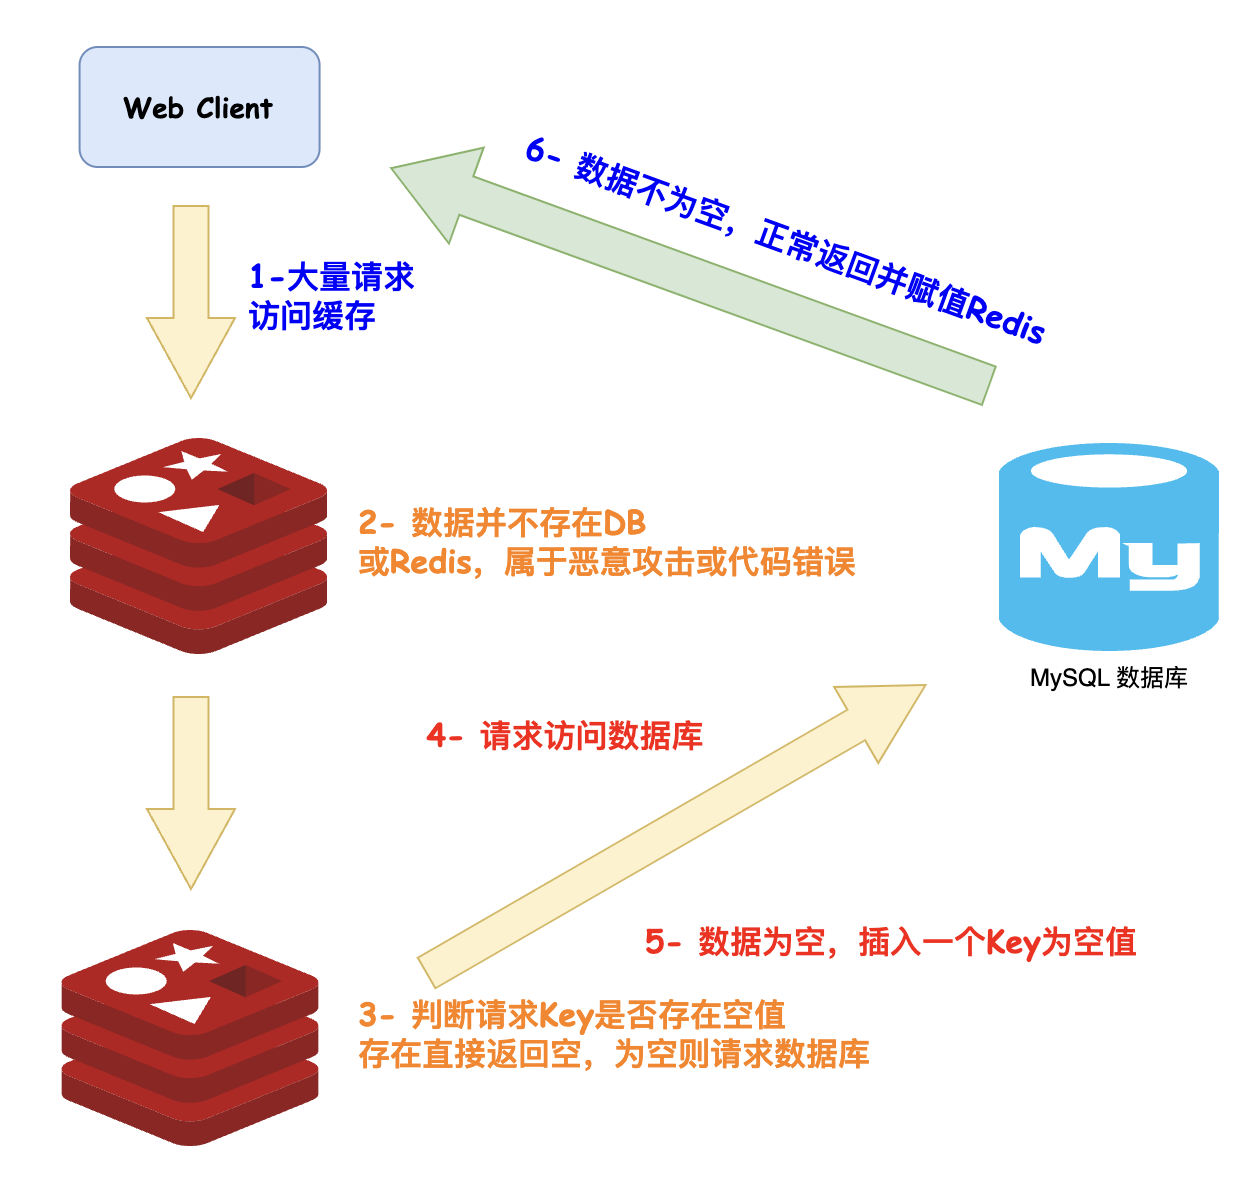 Web Client
6- 数据不为空，正常返回并赋值Redis
1-大量请求
访问缓存
2- 数据并不存在DB
或Redis，属于恶意攻击或代码错误
My
MySQL 数据库
4- 请求访问数据库
5- 数据为空，插入一个Key为空值
3- 判断请求Key是否存在空值
存在直接返回空，为空则请求数据库